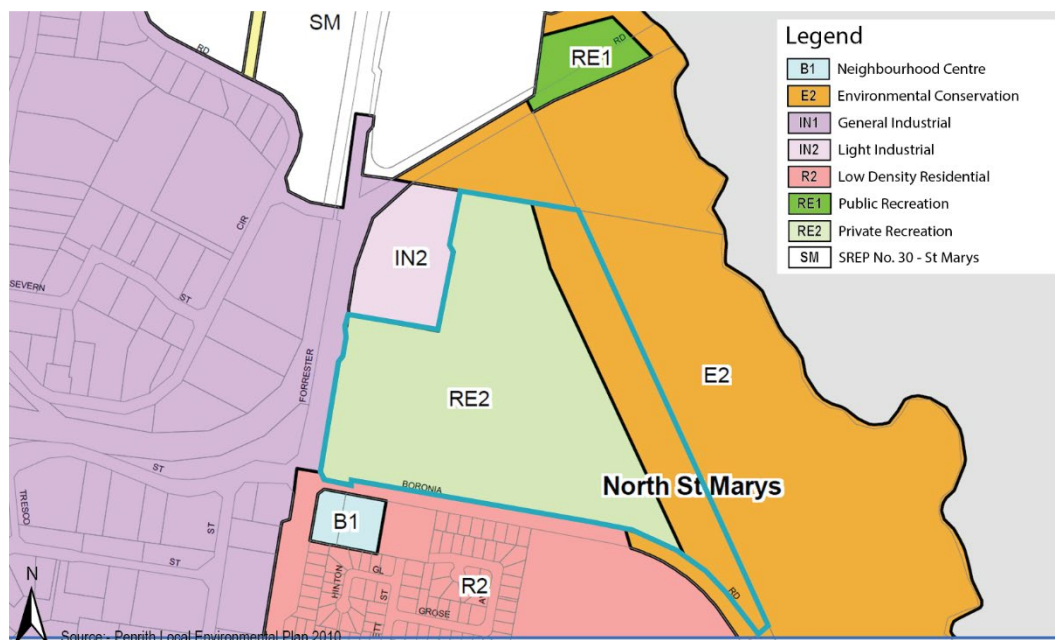 SM
RD
RE1
RD
Legend
B1 Neighbourhood Centre
E2 Environmental Conservation
IN1 General Industrial
IN2 Light Industrial
R2 Low Density Residential
RE1 Public Recreation
RE2 Private Recreation
SM SREP No. 30 - St Marys
CIR
SEVERN
ST
IN2
FORRESTER
RE2
E2
ST
BORONIA
North St Marys
TRESCO
ST
B1
ST
GL
HINTON
ST
R2
GROSE
RD
N
Source:- Penrith Local Environmental Plan 2010